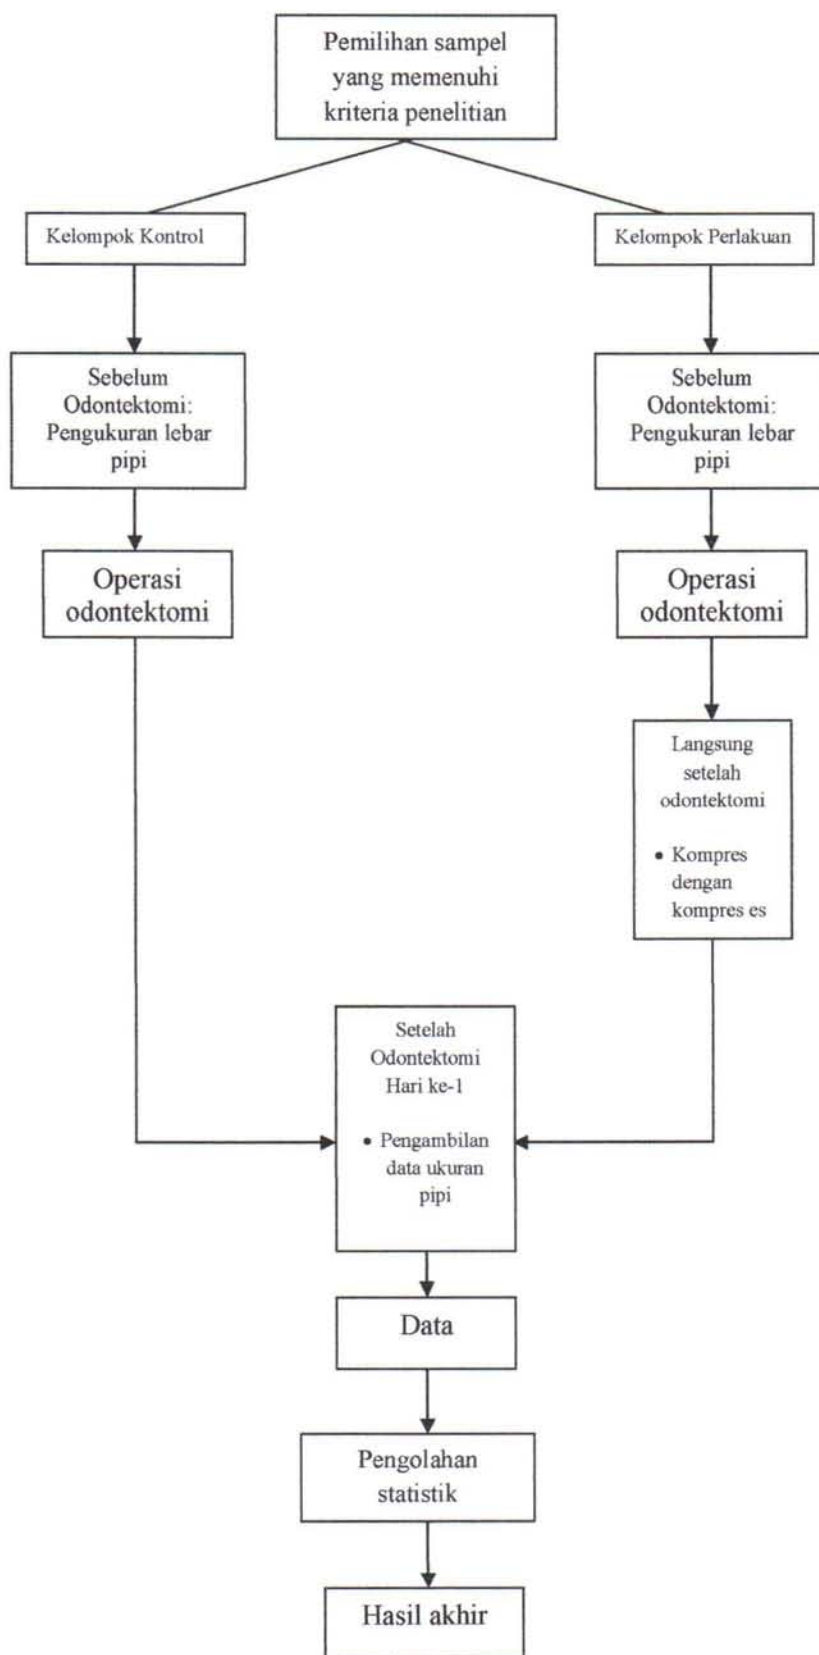 Pemilihan sampel
yang memenuhi
kriteria penelitian
Kelompok Kontrol
Kelompok Perlakuan
Sebelum
Odontektomi:
Pengukuran lebar
pipi
Sebelum
Odontektomi:
Pengukuran lebar
pipi
Operasi
odontektomi
Operasi
odontektomi
Langsung
setelah
odontektomi
• Kompres
dengan
kompres es
Setelah
Odontektomi
Hari ke-1
• Pengambilan
data ukuran
pipi
Data
Pengolahan
statistik
Hasil akhir